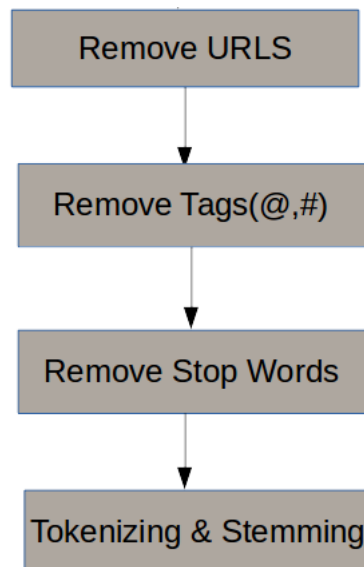 Remove URLS
Remove Tags(@,#)
Remove Stop Words
Tokenizing & Stemming